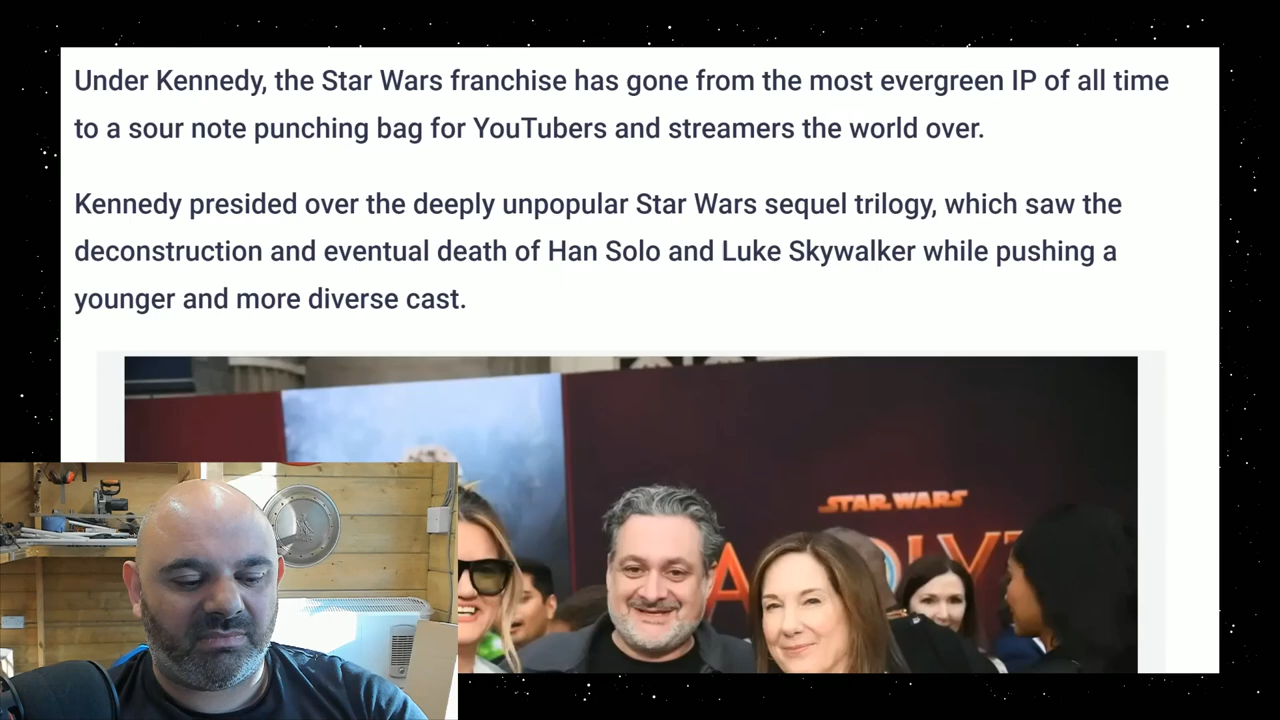 Under Kennedy, the Star Wars franchise has gone from the most evergreen IP of all time
to a sour note punching bag for YouTubers and streamers the world over.
Kennedy presided over the deeply unpopular Star Wars sequel trilogy, which saw the
deconstruction and eventual death of Han Solo and Luke Skywalker while pushing a
younger and more diverse cast.
STAR WARS